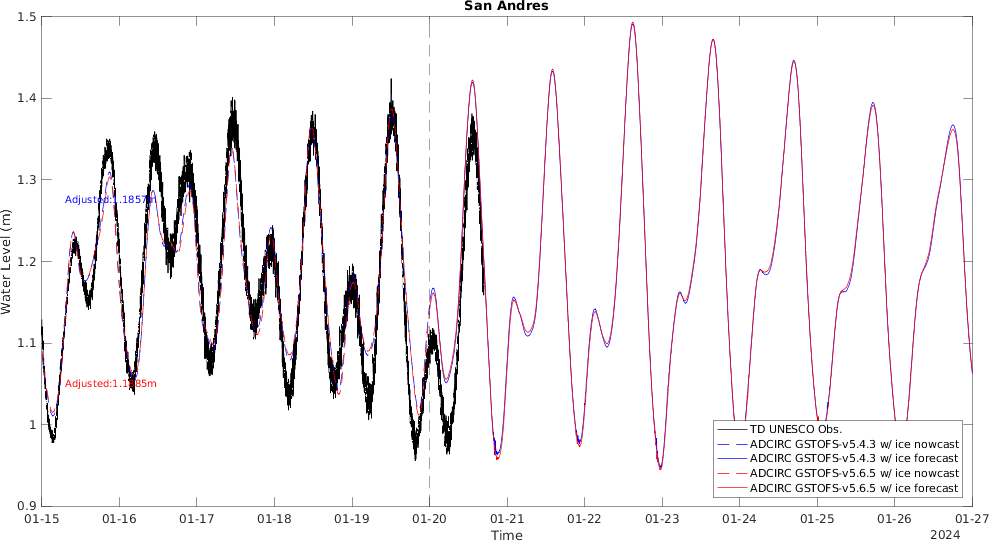 San Andres
1.5
1.4
1.3
1.2
1.1
1
0.9
Water Level (m)
Adjusted:1.1857m
TD UNESCO Obs.
ADCIRC GSTOFS-v5.4.3 w/ ice nowcast
ADCIRC GSTOFS-v5.4.3 w/ ice forecast
ADCIRC GSTOFS-v5.6.5 w/ ice nowcast
ADCIRC GSTOFS-v5.6.5 w/ ice forecast
01-15 01-16 01-17 01-18 01-19 01-20 01-21 01-22 01-23 01-24 01-25 01-26 01-27
Time
2024